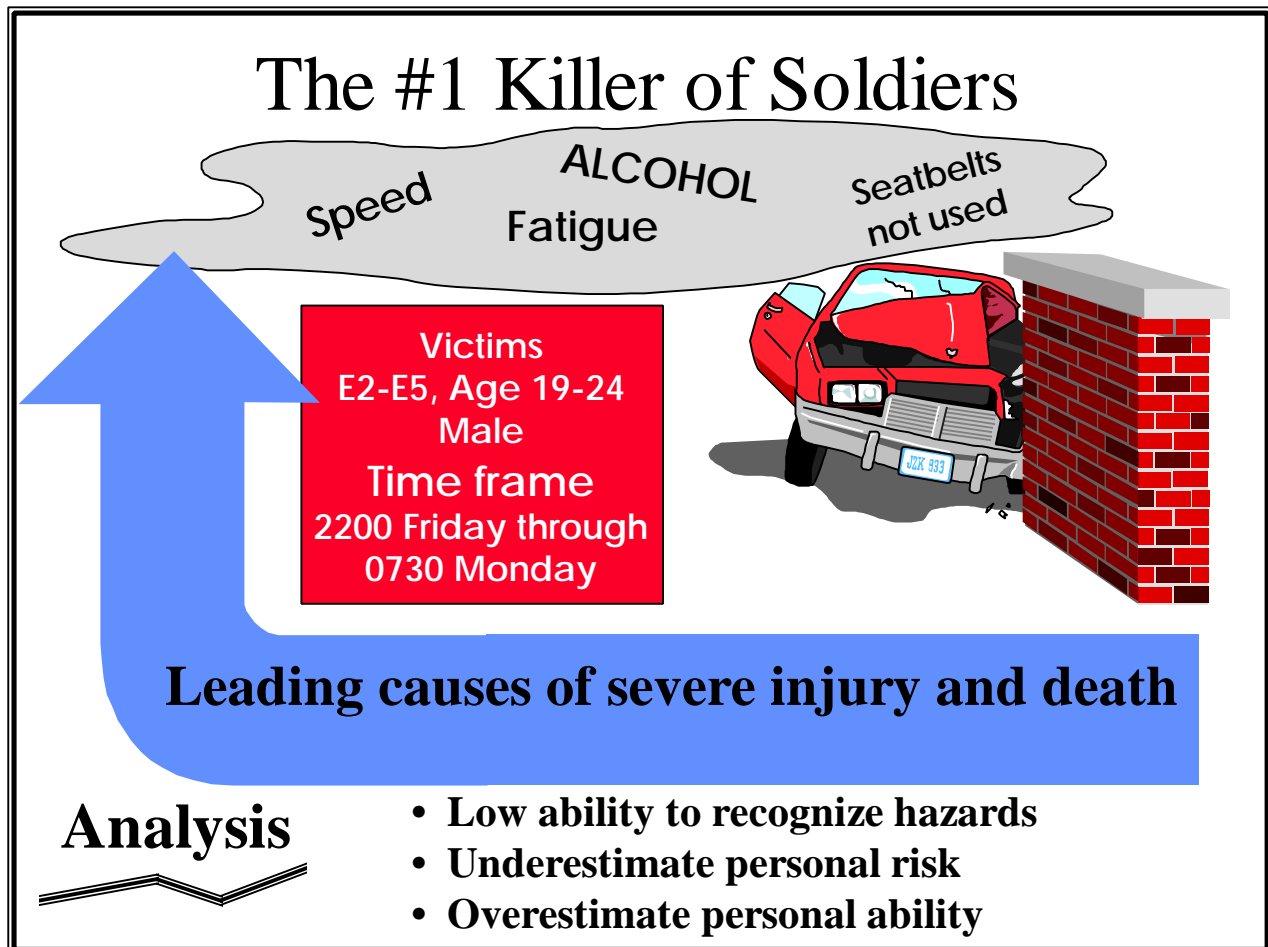 The #1 Killer of Soldiers
Speed
ALCOHOL
Fatigue
Seatbelts
not used
Victims
E2-E5, Age 19-24
Male
Time frame
2200 Friday through
0730 Monday
JZK 933
Leading causes of severe injury and death
Analysis
• Low ability to recognize hazards
• Underestimate personal risk
• Overestimate personal ability